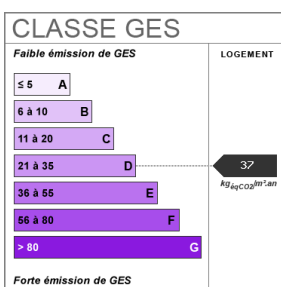 CLASSE GES
Faible émission de GES
LOGEMENT
≤ 5 A
6 à 10 B
11 à 20 C
21 à 35 D
37
kgéqCO2/m².an
36 à 55 E
56 à 80 F
> 80 G
Forte émission de GES